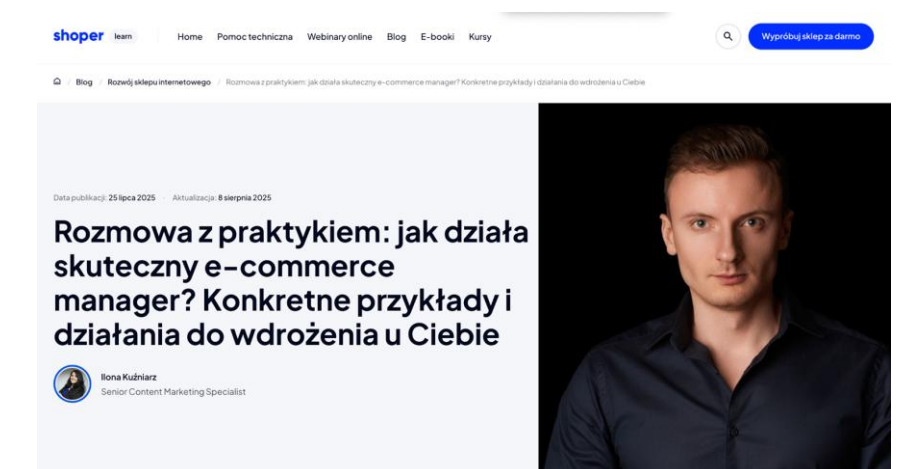 shoper learn Home Pomoc techniczna Webinary online Blog E-booki Kursy Wypróbuj sklep za darmo
/ Blog / Rozwój sklepu internetowego / Rozmowa z praktykiem: jak działa skuteczny e-commerce manager? Konkretne przykłady i działania do wdrożenia u Ciebie
Data publikacji: 25 lipca 2025 · Aktualizacja: 8 sierpnia 2025
Rozmowa z praktykiem: jak działa
skuteczny e-commerce
manager? Konkretne przykłady i
działania do wdrożenia u Ciebie
Ilona Kuźniarz
Senior Content Marketing Specialist